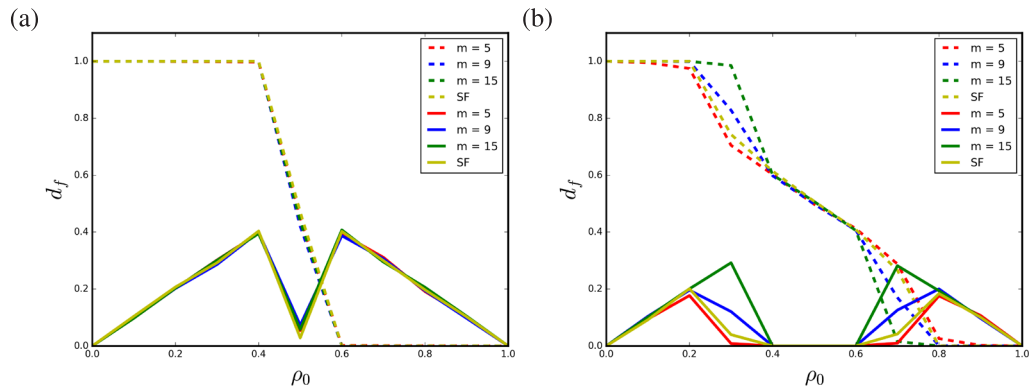 (a)
1.0
0.8
0.6
0.4
0.2
0.0
0.0 0.2 0.4 0.6 0.8 1.0
d_f
ρ_0
m = 5
m = 9
m = 15
SF
m = 5
m = 9
m = 15
SF
(b)
1.0
0.8
0.6
0.4
0.2
0.0
0.0 0.2 0.4 0.6 0.8 1.0
d_f
ρ_0
m = 5
m = 9
m = 15
SF
m = 5
m = 9
m = 15
SF